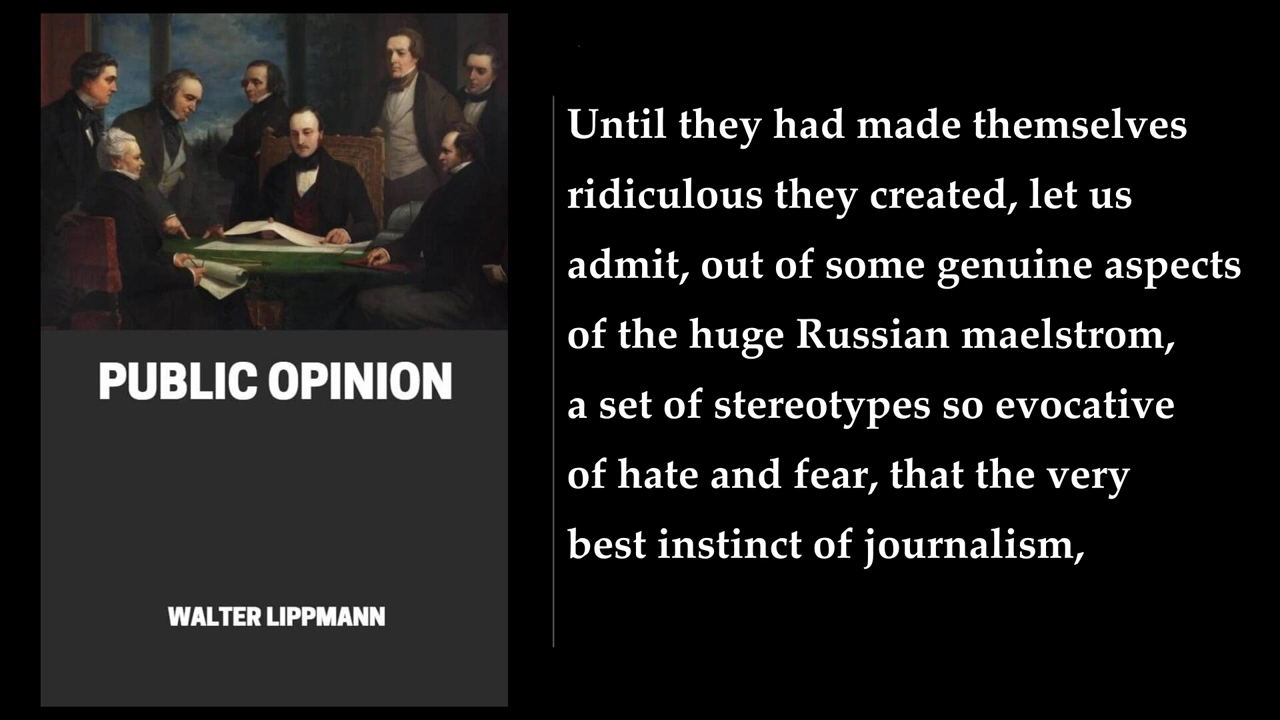 PUBLIC OPINION
WALTER LIPPMANN
Until they had made themselves
ridiculous they created, let us
admit, out of some genuine aspects
of the huge Russian maelstrom,
a set of stereotypes so evocative
of hate and fear, that the very
best instinct of journalism,